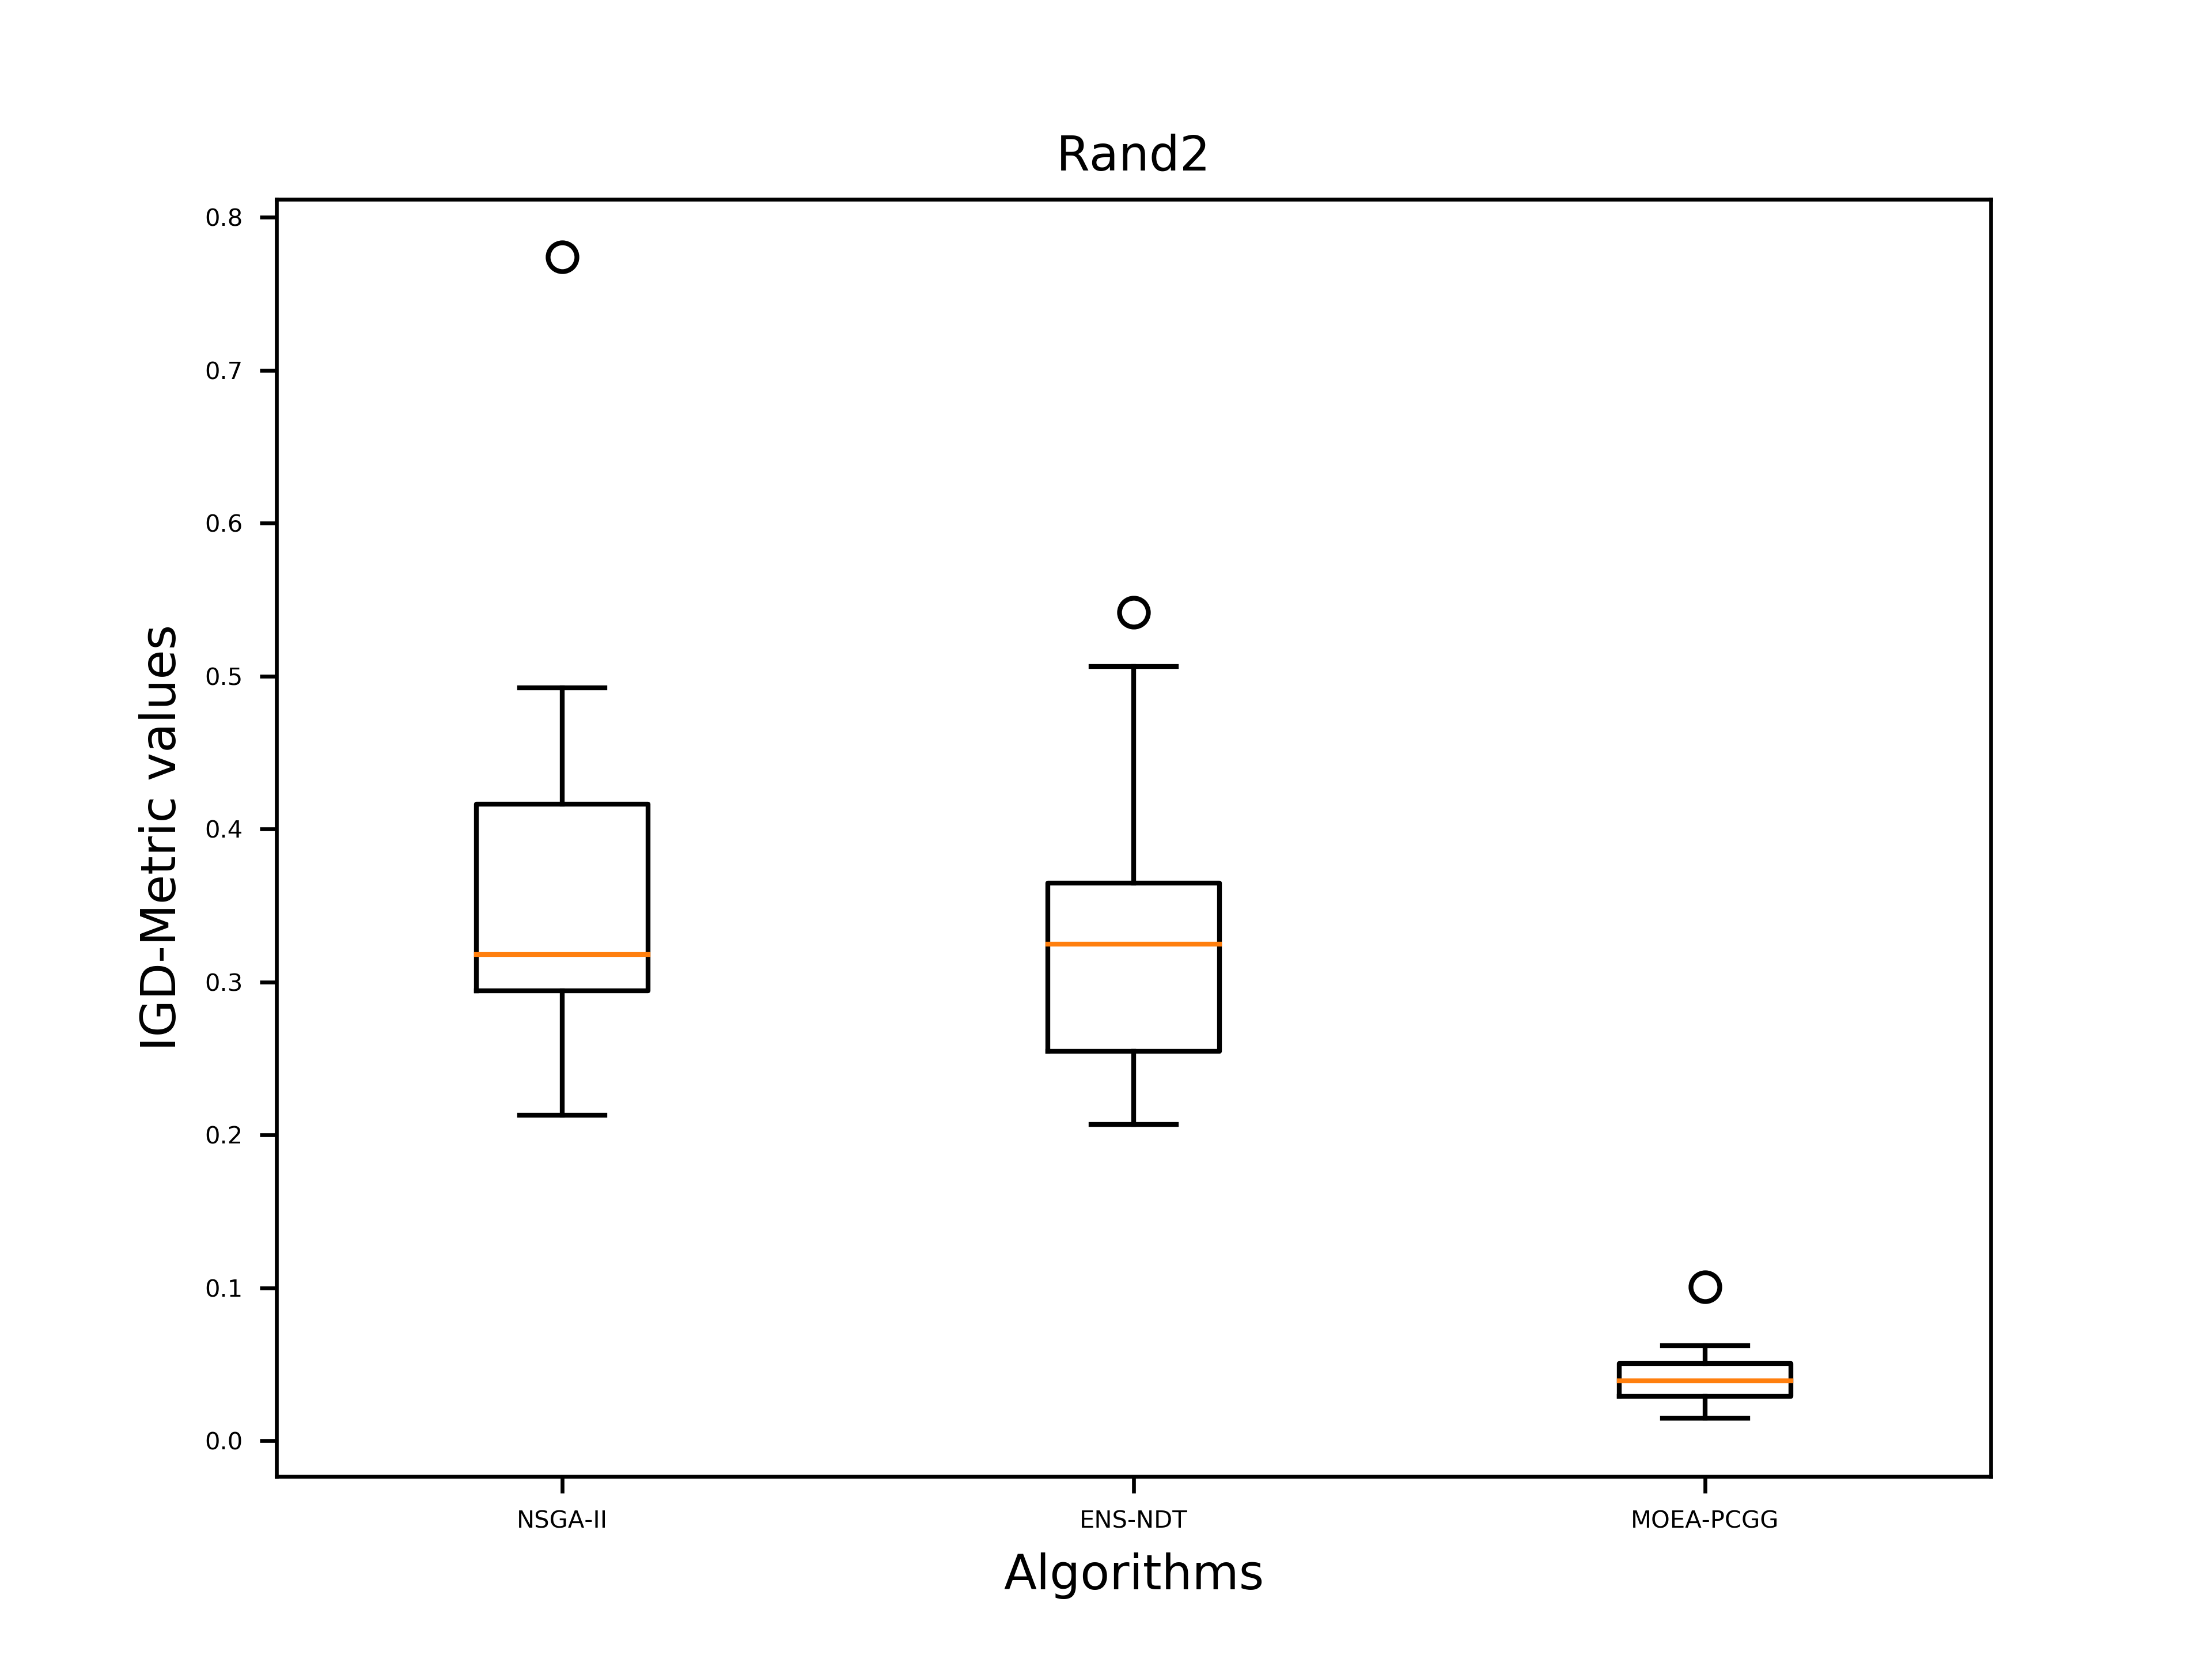 Rand2
0.8
0.7
0.6
0.5
0.4
0.3
0.2
0.1
0.0
IGD-Metric values
NSGA-II
ENS-NDT
MOEA-PCGG
Algorithms